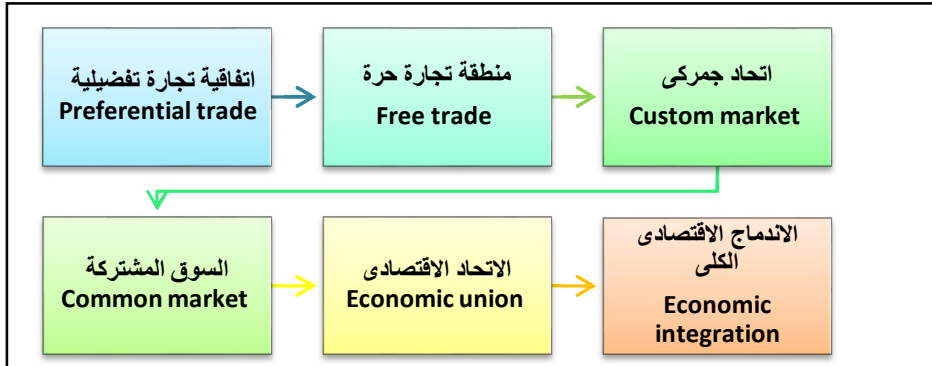 اتفاقية تجارة تفضيلية
Preferential trade
منطقة تجارة حرة
Free trade
اتحاد جمركى
Custom market
السوق المشتركة
Common market
الاتحاد الاقتصادى
Economic union
الاندماج الاقتصادى
الكلى
Economic
integration